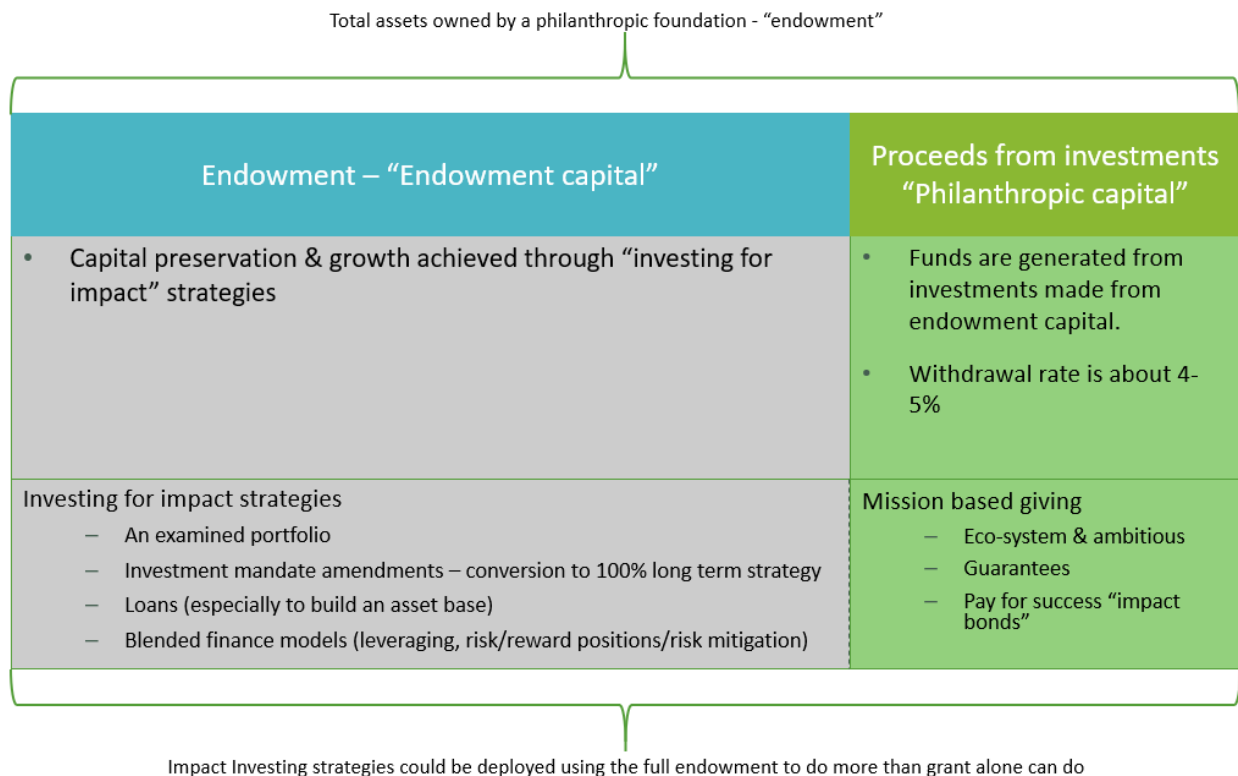 Total assets owned by a philanthropic foundation - “endowment”
Endowment – “Endowment capital”
Proceeds from investments
“Philanthropic capital”
• Capital preservation & growth achieved through “investing for
impact” strategies
• Funds are generated from
investments made from
endowment capital.
• Withdrawal rate is about 4-
5%
Investing for impact strategies
– An examined portfolio
– Investment mandate amendments – conversion to 100% long term strategy
– Loans (especially to build an asset base)
– Blended finance models (leveraging, risk/reward positions/risk mitigation)
Mission based giving
– Eco-system & ambitious
– Guarantees
– Pay for success “impact
bonds”
Impact Investing strategies could be deployed using the full endowment to do more than grant alone can do